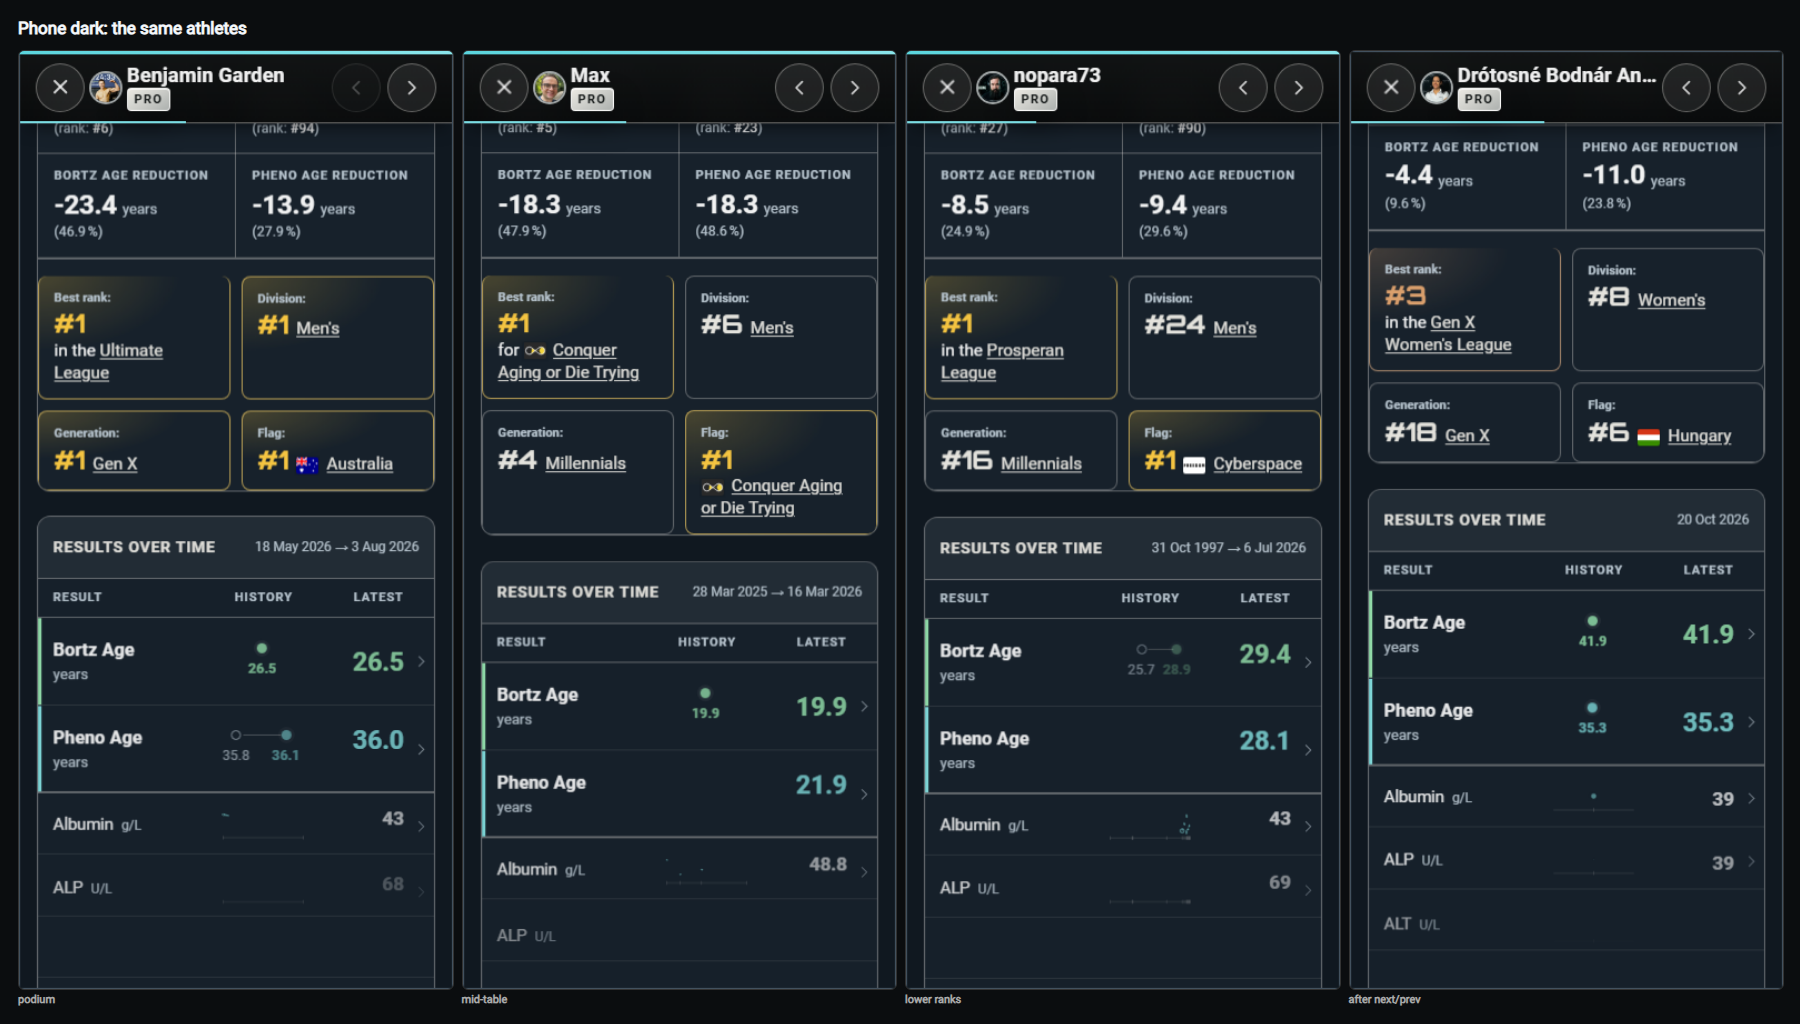 Phone dark: the same athletes
Benjamin Garden
PRO
(rank: #6)
(rank: #94)
BORTZ AGE REDUCTION
PHENO AGE REDUCTION
-23.4 years
-13.9 years
(46.9%)
(27.9%)
Best rank:
#1
in the Ultimate
League
Division:
#1 Men's
Generation:
#1 Gen X
Flag:
#1 Australia
RESULTS OVER TIME
18 May 2026 → 3 Aug 2026
RESULT
HISTORY
LATEST
Bortz Age
years
26.5
26.5
Pheno Age
years
35.8
36.1
36.0
Albumin g/L
43
ALP U/L
68
podium
Max
PRO
(rank: #5)
(rank: #23)
BORTZ AGE REDUCTION
PHENO AGE REDUCTION
-18.3 years
-18.3 years
(47.9%)
(48.6%)
Best rank:
#1
for Conquer
Aging or Die Trying
Division:
#6 Men's
Generation:
#4 Millennials
Flag:
#1
Conquer Aging
or Die Trying
RESULTS OVER TIME
28 Mar 2025 → 16 Mar 2026
RESULT
HISTORY
LATEST
Bortz Age
years
19.9
19.9
Pheno Age
years
21.9
Albumin g/L
48.8
ALP U/L
mid-table
nopara73
PRO
(rank: #27)
(rank: #90)
BORTZ AGE REDUCTION
PHENO AGE REDUCTION
-8.5 years
-9.4 years
(24.9%)
(29.6%)
Best rank:
#1
in the Prosperan
League
Division:
#24 Men's
Generation:
#16 Millennials
Flag:
#1 Cyberspace
RESULTS OVER TIME
31 Oct 1997 → 6 Jul 2026
RESULT
HISTORY
LATEST
Bortz Age
years
25.7
28.9
29.4
Pheno Age
years
28.1
Albumin g/L
43
ALP U/L
69
lower ranks
Drótosné Bodnár An...
PRO
BORTZ AGE REDUCTION
PHENO AGE REDUCTION
-4.4 years
-11.0 years
(9.6%)
(23.8%)
Best rank:
#3
in the Gen X
Women's League
Division:
#8 Women's
Generation:
#18 Gen X
Flag:
#6 Hungary
RESULTS OVER TIME
20 Oct 2026
RESULT
HISTORY
LATEST
Bortz Age
years
41.9
41.9
Pheno Age
years
35.3
35.3
Albumin g/L
39
ALP U/L
39
ALT U/L
after next/prev